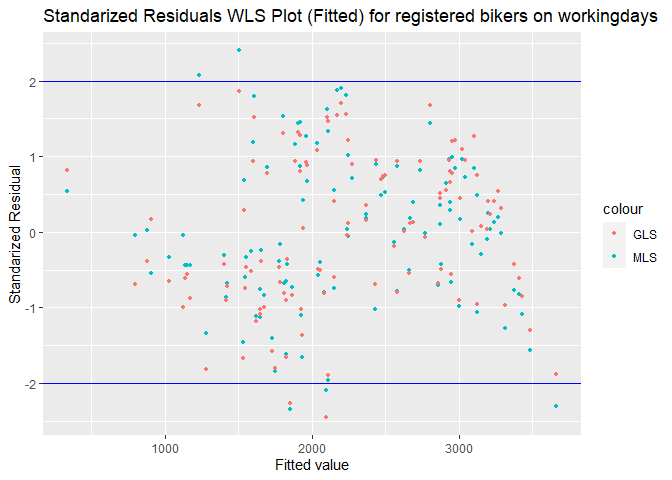 Standarized Residuals WLS Plot (Fitted) for registered bikers on workingdays
Standarized Residual
2
1
0
-1
-2
1000
2000
3000
Fitted value
colour
GLS
MLS